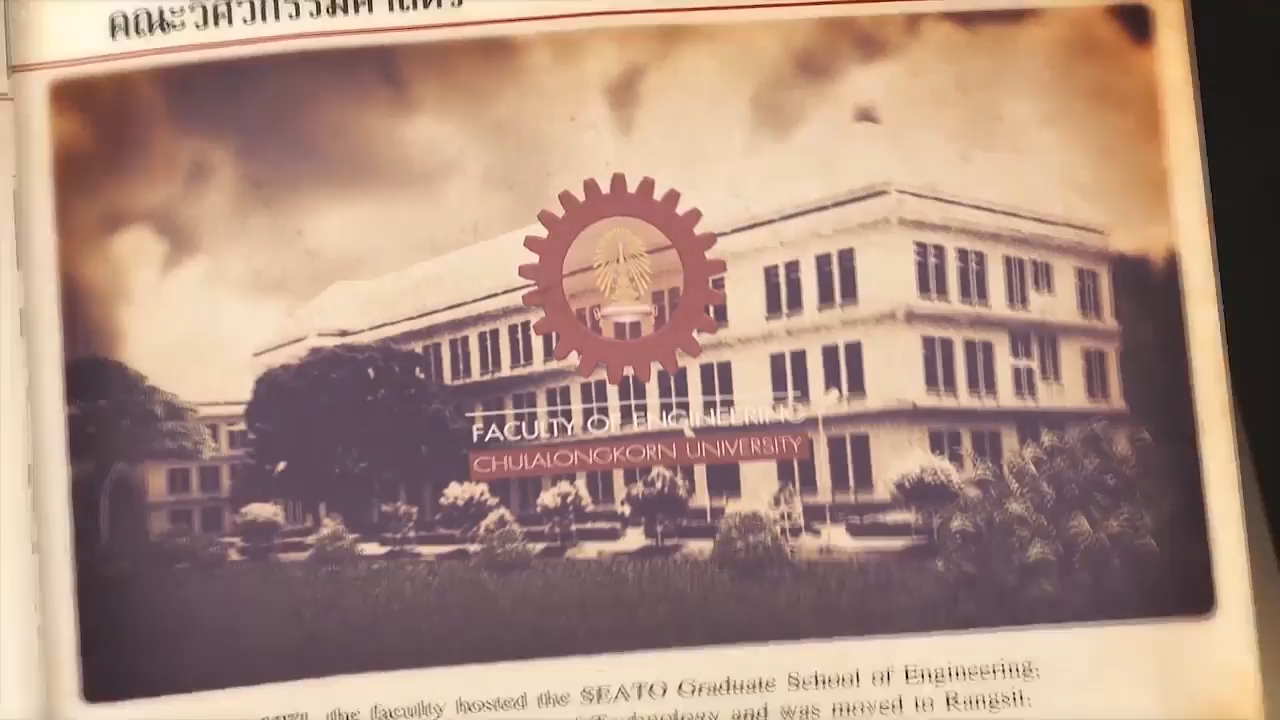 คณะวิศวกรรมศาสตร์
FACULTY OF ENGINEERING
CHULALONGKORN UNIVERSITY
the faculty hosted the SEATO Graduate School of Engineering,
Technology and was moved to Rangsit.